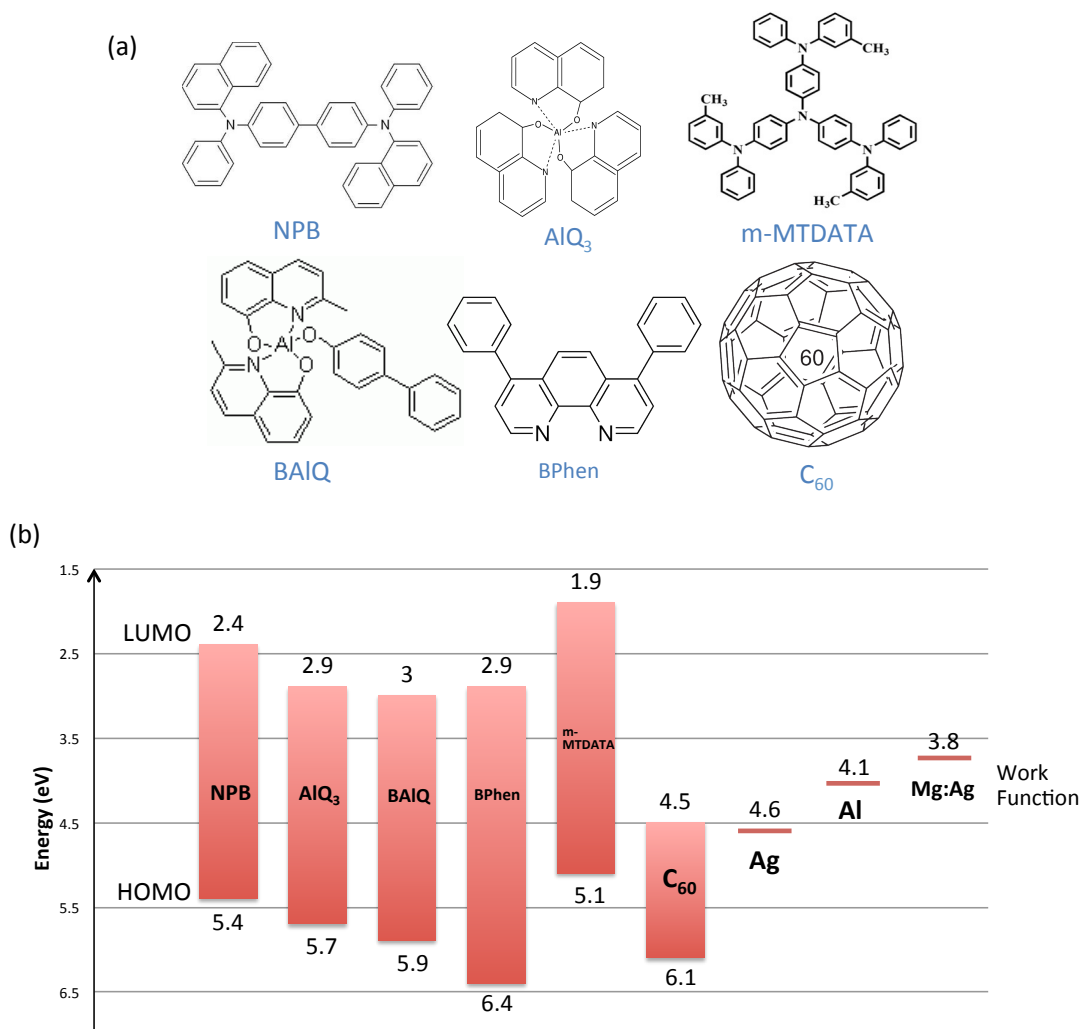 (a)
N
N
NPB
N
O
O
Al
N
O
N
AlQ₃
N
CH₃
CH₃
N
N
N
H₃C
m-MTDATA
N
O
Al
O
N
O
BAlQ
N
N
BPhen
60
C₆₀
(b)
Energy (eV)
1.5
2.5
3.5
4.5
5.5
6.5
LUMO
HOMO
2.4
NPB
5.4
2.9
AlQ₃
5.7
3
BAlQ
5.9
2.9
BPhen
6.4
1.9
m-
MTDATA
5.1
4.5
C₆₀
6.1
4.6
Ag
4.1
Al
3.8
Mg:Ag
Work
Function